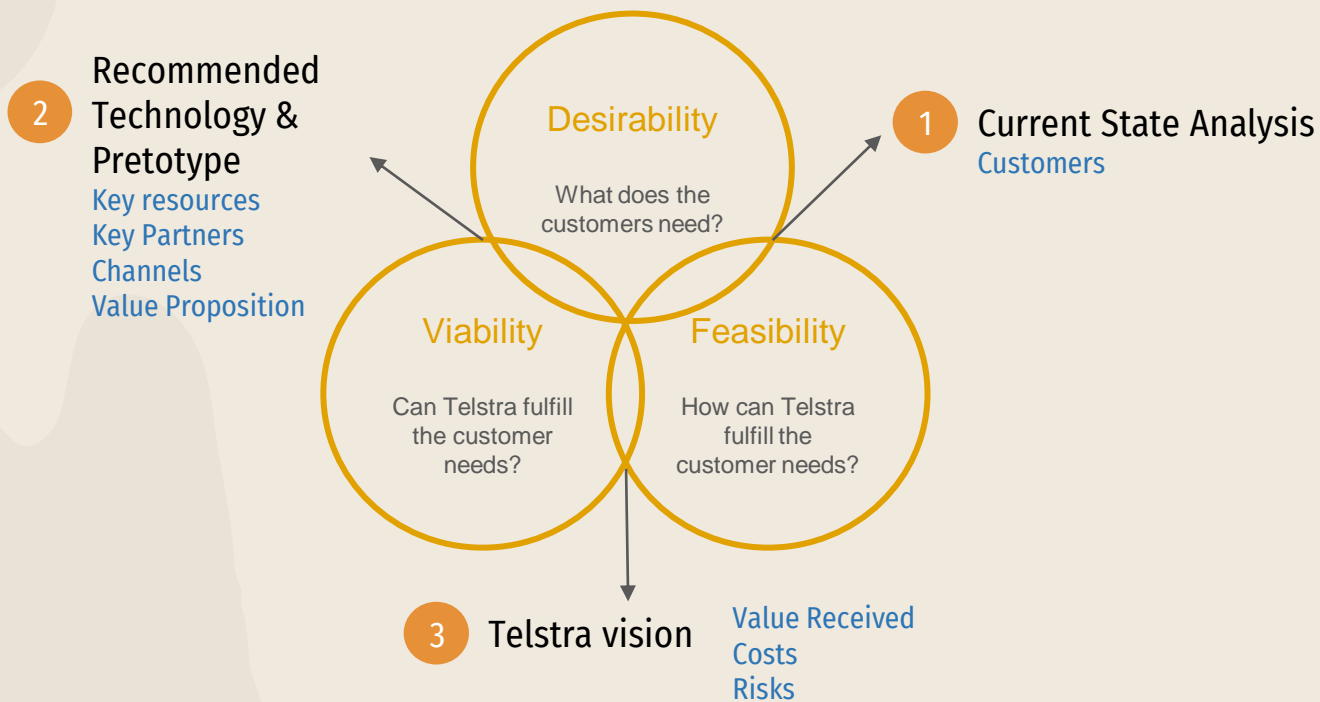 2
Recommended
Technology &
Pretotype
Key resources
Key Partners
Channels
Value Proposition
Desirability
What does the
customers need?
1
Current State Analysis
Customers
Viability
Can Telstra fulfill
the customer
needs?
Feasibility
How can Telstra
fulfill the
customer needs?
3
Telstra vision
Value Received
Costs
Risks